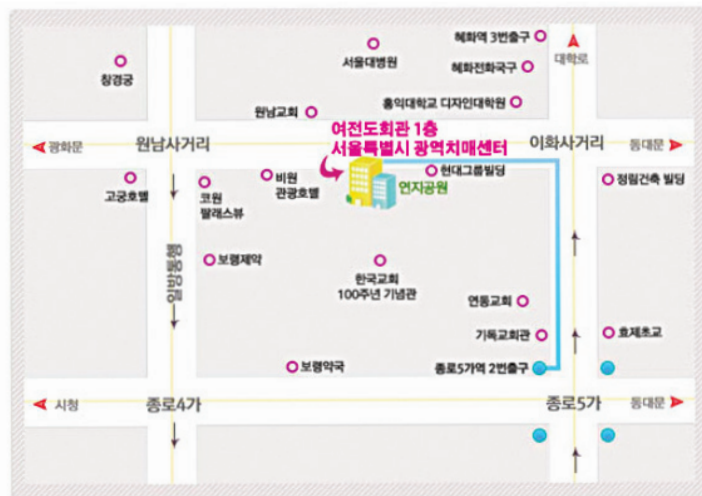 혜화역 3번출구
창경궁
서울대병원
혜화전화국구
대학로
홍익대학교 디자인대학원
원남교회
광화문
원남사거리
여전도회관 1층
서울특별시 광역치매센터
이화사거리
동대문
고궁호텔
코원
팔래스뷰
비원
관광호텔
연지공원
현대그룹빌딩
정림건축 빌딩
일방통행
보령제약
한국교회
100주년 기념관
연동교회
기독교회관
효제초교
보령약국
종로5가역 2번출구
시청
종로4가
종로5가
동대문